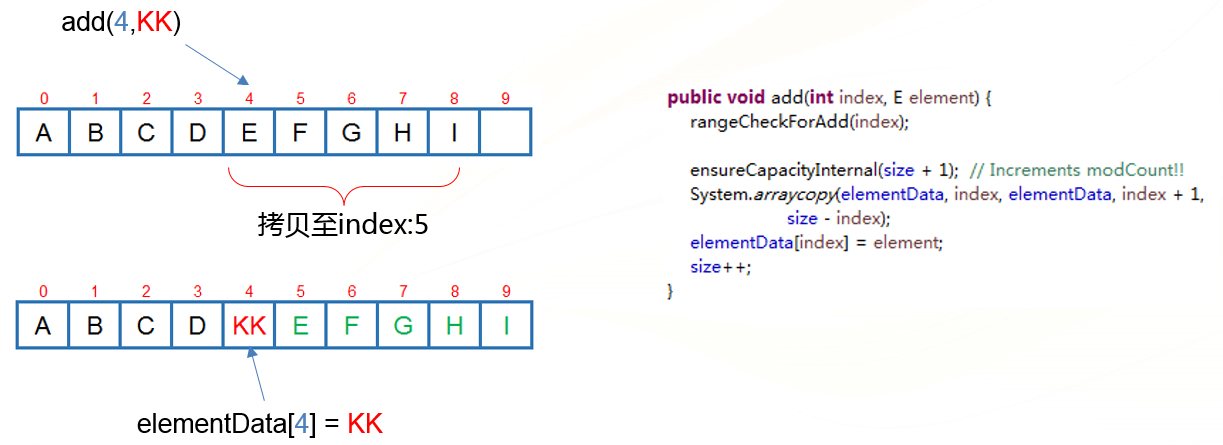 add(4,KK)
0 1 2 3 4 5 6 7 8 9
A B C D E F G H I
拷贝至index:5
0 1 2 3 4 5 6 7 8 9
A B C D KK E F G H I
elementData[4] = KK
public void add(int index, E element) {
rangeCheckForAdd(index);
ensureCapacityInternal(size + 1);  // Increments modCount!!
System.arraycopy(elementData, index, elementData, index + 1,
size - index);
elementData[index] = element;
size++;
}